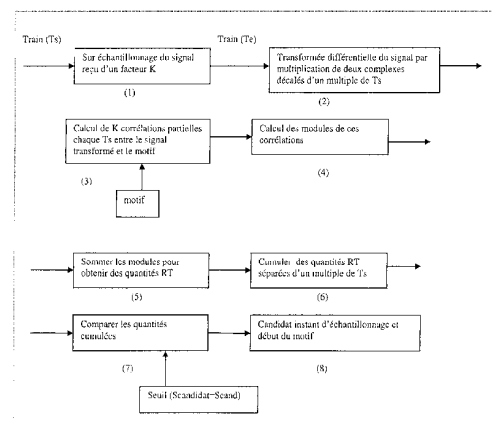 Train (Ts)
Train (Te)
Sur échantillonnage du signal
reçu d'un facteur K
Transformée différentielle du signal par
multiplication de deux complexes
décalés d'un multiple de Ts
(1)
(2)
Calcul de K corrélations partielles
chaque Ts entre le signal
transformé et le motif
Calcul des modules de ces
corrélations
(3)
(4)
motif
Sommer les modules pour
obtenir des quantités RT
Cumuler des quantités RT
séparées d'un multiple de Ts
(5)
(6)
Comparer les quantités
cumulées
Candidat instant d'échantillonnage et
début du motif
(7)
(8)
Seuil (Scandidat=Scand)